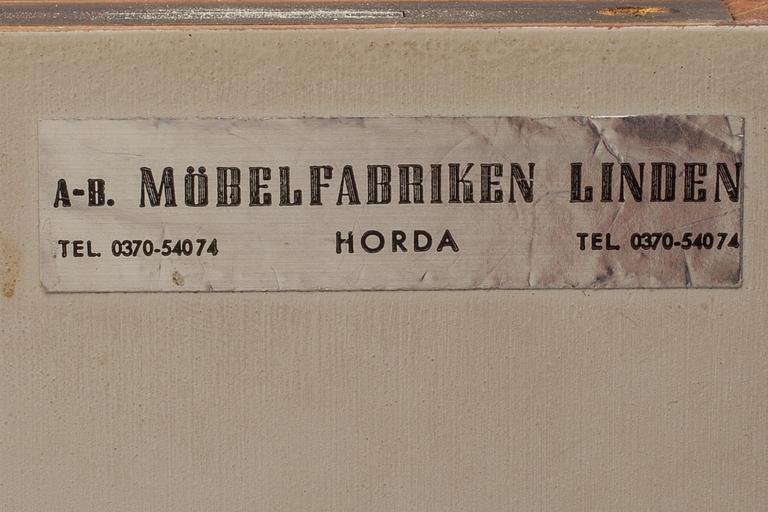 A-B. MÖBELFABRIKEN LINDEN
TEL. 0370-54074 HORDA TEL. 0370-54074